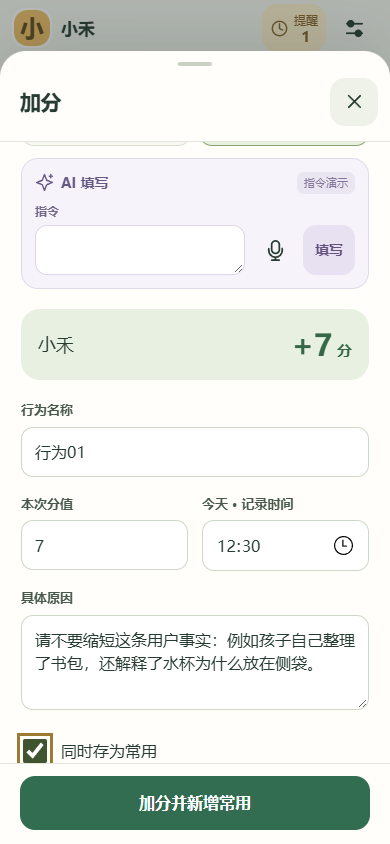 小 小禾 提醒 1
加分
AI 填写 指令演示
指令
填写
小禾 +7 分
行为名称
行为01
本次分值 今天 • 记录时间
7 12:30
具体原因
请不要缩短这条用户事实：例如孩子自己整理
了书包，还解释了水杯为什么放在侧袋。
同时存为常用
加分并新增常用